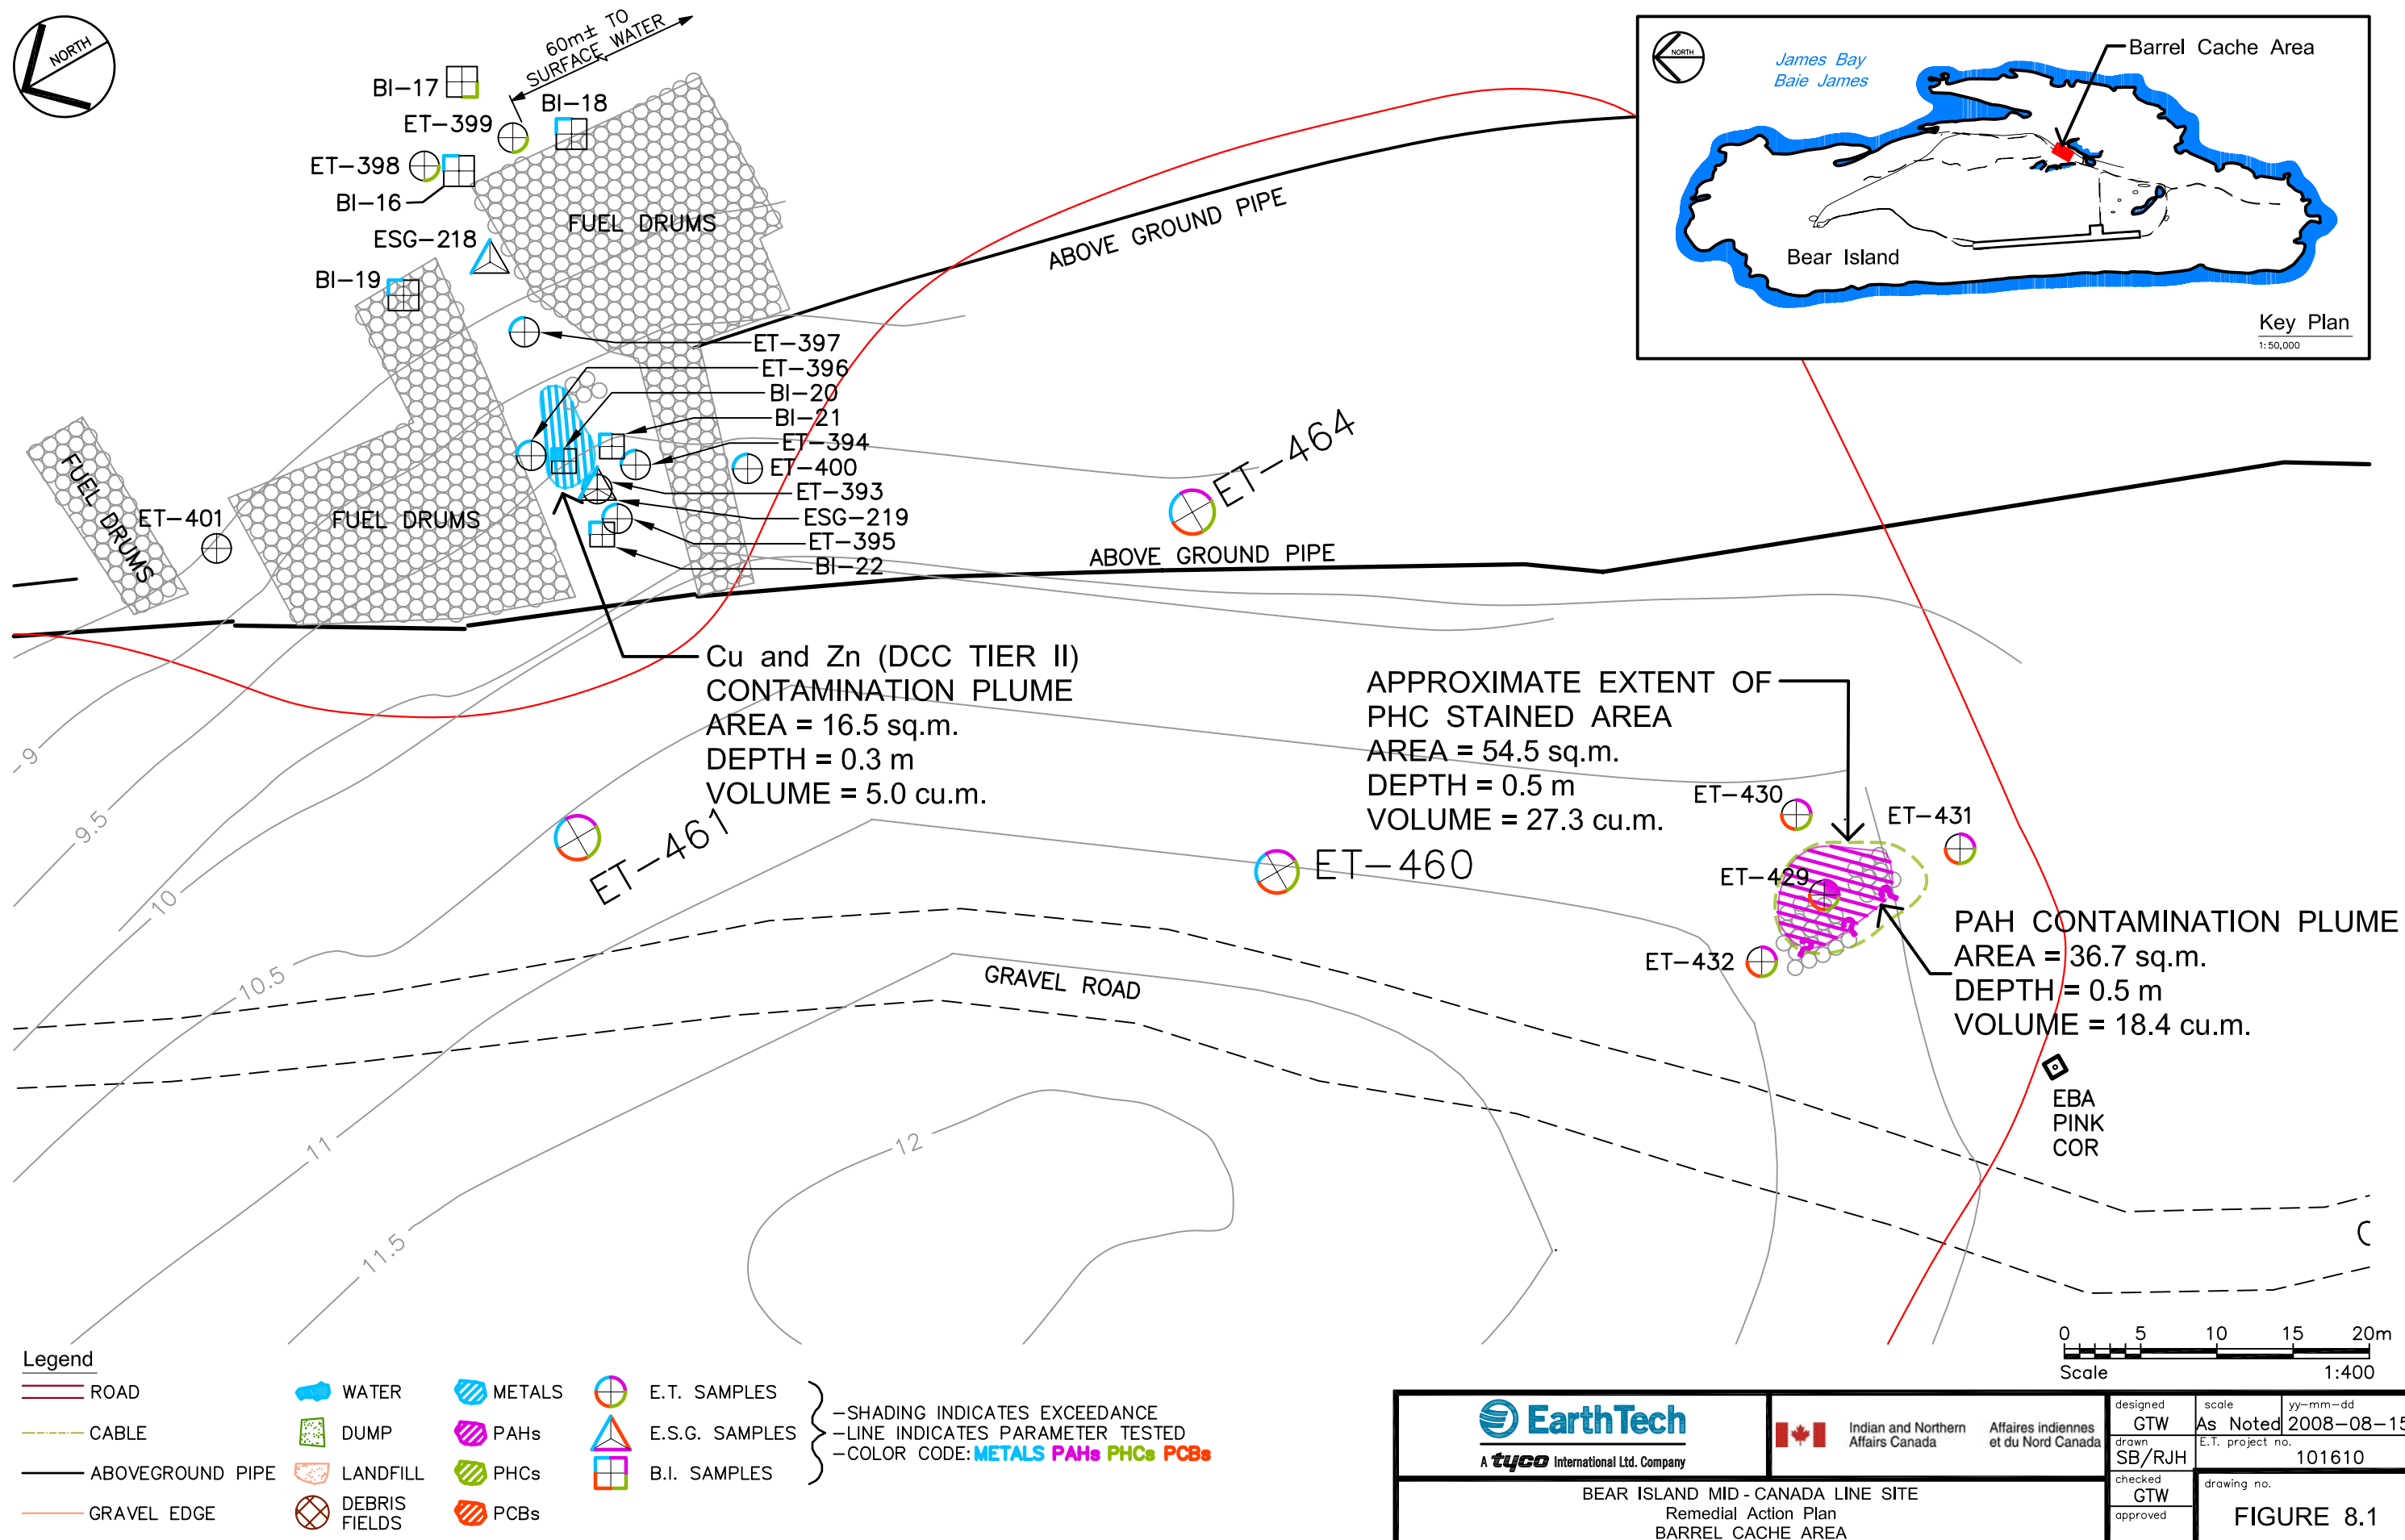 NORTH
60m± TO
SURFACE WATER
BI-17
BI-18
ET-399
ET-398
BI-16
ESG-218
BI-19
FUEL DRUMS
FUEL DRUMS
FUEL DRUMS
ET-401
ET-397
ET-396
BI-20
BI-21
ET-394
ET-400
ET-393
ESG-219
ET-395
BI-22
ABOVE GROUND PIPE
ABOVE GROUND PIPE
ET-464
NORTH
James Bay
Baie James
Barrel Cache Area
Bear Island
Key Plan
1:50,000
Cu and Zn (DCC TIER II)
CONTAMINATION PLUME
AREA = 16.5 sq.m.
DEPTH = 0.3 m
VOLUME = 5.0 cu.m.
APPROXIMATE EXTENT OF
PHC STAINED AREA
AREA = 54.5 sq.m.
DEPTH = 0.5 m
VOLUME = 27.3 cu.m.
ET-461
ET-460
ET-430
ET-431
ET-429
ET-432
PAH CONTAMINATION PLUME
AREA = 36.7 sq.m.
DEPTH = 0.5 m
VOLUME = 18.4 cu.m.
9
9.5
10
10.5
11
11.5
12
GRAVEL ROAD
EBA
PINK
COR
0 5 10 15 20m
Scale 1:400
Legend
ROAD
CABLE
ABOVEGROUND PIPE
GRAVEL EDGE
WATER
DUMP
LANDFILL
DEBRIS
FIELDS
METALS
PAHs
PHCs
PCBs
E.T. SAMPLES
E.S.G. SAMPLES
B.I. SAMPLES
-SHADING INDICATES EXCEEDANCE
-LINE INDICATES PARAMETER TESTED
-COLOR CODE: METALS PAHs PHCs PCBs
EarthTech
A tyco International Ltd. Company
Indian and Northern Affaires indiennes
Affairs Canada et du Nord Canada
BEAR ISLAND MID-CANADA LINE SITE
Remedial Action Plan
BARREL CACHE AREA
designed
GTW
scale
As Noted
yy-mm-dd
2008-08-15
drawn
SB/RJH
E.T. project no.
101610
checked
GTW
approved
drawing no.
FIGURE 8.1